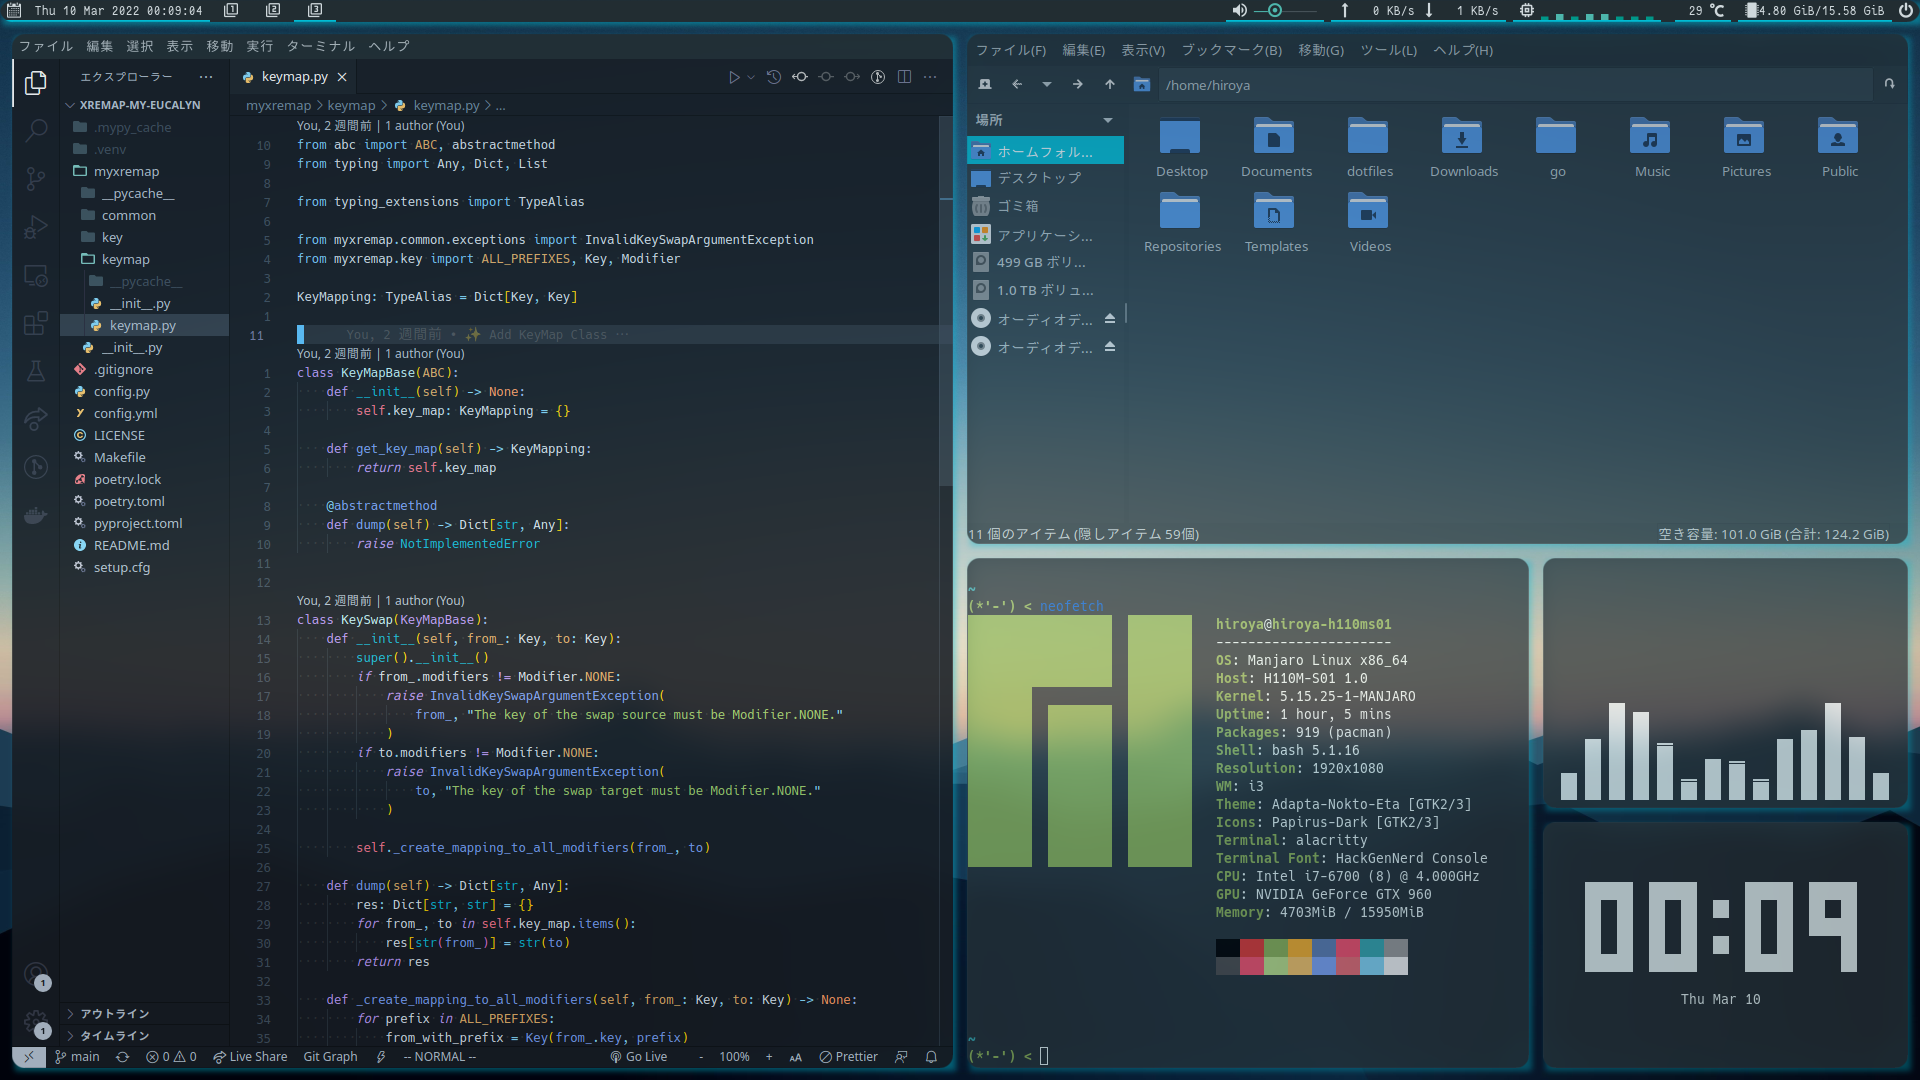 Thu 10 Mar 2022 00:09:04
1
2
3
0 KB/s
1 KB/s
29 ℃
4.80 GiB/15.58 GiB
ファイル 編集 選択 表示 移動 実行 ターミナル ヘルプ
エクスプローラー ...
XREMAP-MY-EUCALYN
.mypy_cache
.venv
myxremap
__pycache__
common
key
keymap
__pycache__
__init__.py
keymap.py
__init__.py
.gitignore
config.py
config.yml
LICENSE
Makefile
poetry.lock
poetry.toml
pyproject.toml
README.md
setup.cfg
アウトライン
タイムライン
1
1
keymap.py
myxremap > keymap > keymap.py > ...
You, 2 週間前 | 1 author (You)
10 from abc import ABC, abstractmethod
9 from typing import Any, Dict, List
8
7 from typing_extensions import TypeAlias
6
5 from myxremap.common.exceptions import InvalidKeySwapArgumentException
4 from myxremap.key import ALL_PREFIXES, Key, Modifier
3
2 KeyMapping: TypeAlias = Dict[Key, Key]
1
11 You, 2 週間前 • ✨ Add KeyMap Class ...
You, 2 週間前 | 1 author (You)
1 class KeyMapBase(ABC):
2 def __init__(self) -> None:
3 self.key_map: KeyMapping = {}
4
5 def get_key_map(self) -> KeyMapping:
6 return self.key_map
7
8 @abstractmethod
9 def dump(self) -> Dict[str, Any]:
10 raise NotImplementedError
11
12
You, 2 週間前 | 1 author (You)
13 class KeySwap(KeyMapBase):
14 def __init__(self, from_: Key, to: Key):
15 super().__init__()
16 if from_.modifiers != Modifier.NONE:
17 raise InvalidKeySwapArgumentException(
18 from_, "The key of the swap source must be Modifier.NONE."
19 )
20 if to.modifiers != Modifier.NONE:
21 raise InvalidKeySwapArgumentException(
22 to, "The key of the swap target must be Modifier.NONE."
23 )
24
25 self._create_mapping_to_all_modifiers(from_, to)
26
27 def dump(self) -> Dict[str, Any]:
28 res: Dict[str, str] = {}
29 for from_, to in self.key_map.items():
30 res[str(from_)] = str(to)
31 return res
32
33 def _create_mapping_to_all_modifiers(self, from_: Key, to: Key) -> None:
34 for prefix in ALL_PREFIXES:
35 from_with_prefix = Key(from_.key, prefix)
main 0 0 Live Share Git Graph -- NORMAL -- Go Live - 100% + AA Prettier
ファイル(F) 編集(E) 表示(V) ブックマーク(B) 移動(G) ツール(L) ヘルプ(H)
/home/hiroya
場所
ホームフォル...
デスクトップ
ゴミ箱
アプリケーシ...
499 GB ボリ...
1.0 TB ボリュ...
オーディオデ...
オーディオデ...
Desktop Documents dotfiles Downloads go Music Pictures Public
Repositories Templates Videos
11 個のアイテム (隠しアイテム 59個)
空き容量: 101.0 GiB (合計: 124.2 GiB)
~
(*'-') < neofetch
hiroya@hiroya-h110ms01
----------------------
OS: Manjaro Linux x86_64
Host: H110M-S01 1.0
Kernel: 5.15.25-1-MANJARO
Uptime: 1 hour, 5 mins
Packages: 919 (pacman)
Shell: bash 5.1.16
Resolution: 1920x1080
WM: i3
Theme: Adapta-Nokto-Eta [GTK2/3]
Icons: Papirus-Dark [GTK2/3]
Terminal: alacritty
Terminal Font: HackGenNerd Console
CPU: Intel i7-6700 (8) @ 4.000GHz
GPU: NVIDIA GeForce GTX 960
Memory: 4703MiB / 15950MiB
~
(*'-') <
00:09
Thu Mar 10